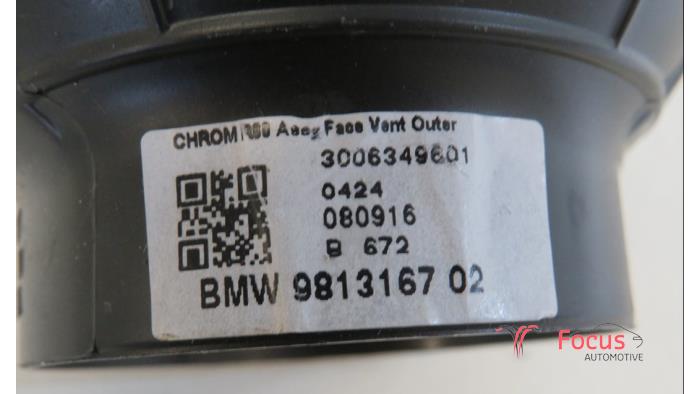 CHROM R60 Assy Face Vent Outer
3006349601
0424
080916
B 672
BMW 9813167 02
Focus
AUTOMOTIVE